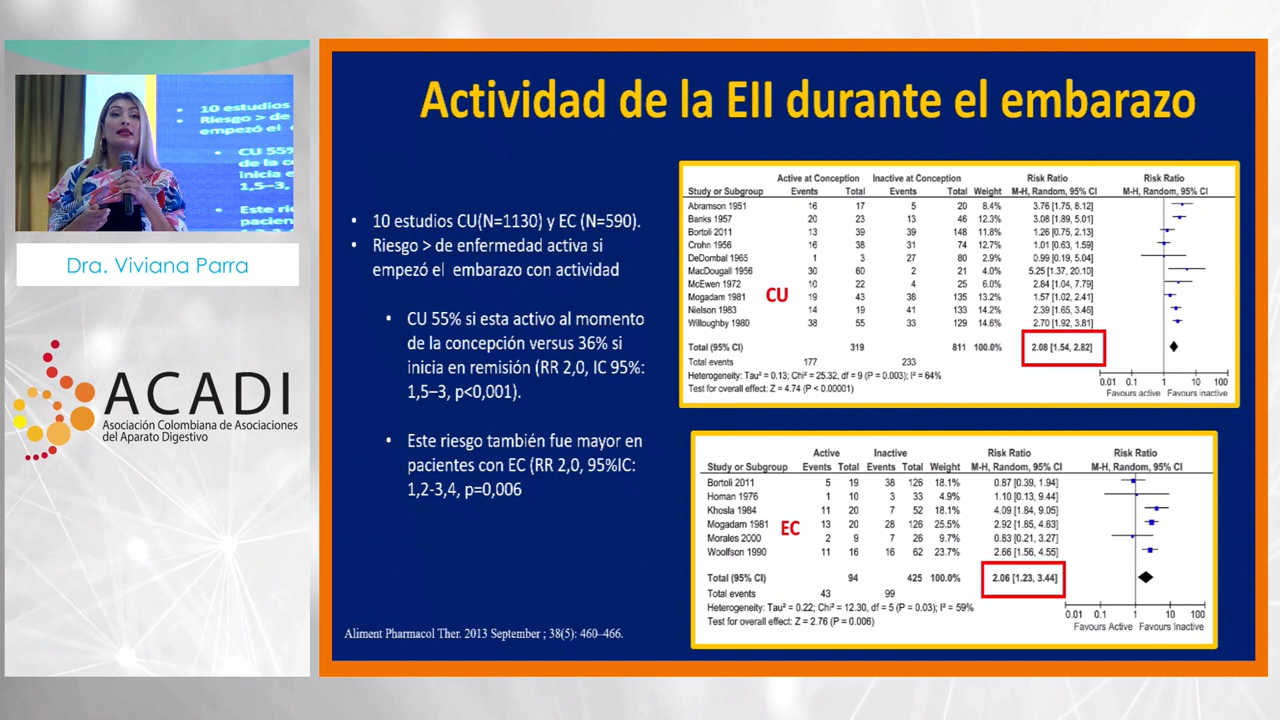 10 estudios
Riesgo > de
empezó el
CU 55%
de la c
inicia e
1,5–3,
Este ri
pacien
Dra. Viviana Parra
ACADI
Asociación Colombiana de Asociaciones
del Aparato Digestivo
Actividad de la EII durante el embarazo
• 10 estudios CU(N=1130) y EC (N=590).
• Riesgo > de enfermedad activa si
empezó el embarazo con actividad
• CU 55% si esta activo al momento
de la concepción versus 36% si
inicia en remisión (RR 2,0, IC 95%:
1,5–3, p<0,001).
• Este riesgo también fue mayor en
pacientes con EC (RR 2,0, 95%IC:
1,2-3,4, p=0,006
Aliment Pharmacol Ther. 2013 September ; 38(5): 460–466.
Active at Conception Inactive at Conception Risk Ratio Risk Ratio
Study or Subgroup Events Total Events Total Weight M-H, Random, 95% CI M-H, Random, 95% CI
Abramson 1951 16 17 5 20 8.4% 3.76 [1.75, 8.12]
Banks 1957 20 23 13 46 12.3% 3.08 [1.89, 5.01]
Bortoli 2011 13 39 39 148 11.8% 1.26 [0.75, 2.13]
Crohn 1956 16 38 31 74 12.8% 1.01 [0.63, 1.59]
DeDombal 1965 1 3 27 80 2.9% 0.99 [0.19, 5.04]
MacDougall 1956 30 60 2 21 4.0% 5.25 [1.37, 20.10]
McEwen 1972 10 22 4 25 6.0% 2.84 [1.04, 7.79]
Mogadam 1981 19 43 38 135 13.2% 1.57 [1.02, 2.41]
Nielson 1983 14 19 41 133 14.0% 2.39 [1.65, 3.46]
Willoughby 1980 38 55 33 129 14.6% 2.70 [1.92, 3.81]
CU
Total (95% CI) 319 811 100.0% 2.08 [1.54, 2.82]
Total events 177 233
Heterogeneity: Tau² = 0.13; Chi² = 25.32, df = 9 (P = 0.003); I² = 64%
Test for overall effect: Z = 4.74 (P < 0.00001)
0.01 0.1 1 10 100
Favours active Favours inactive
Active Inactive Risk Ratio Risk Ratio
Study or Subgroup Events Total Events Total Weight M-H, Random, 95% CI M-H, Random, 95% CI
Bortoli 2011 5 19 38 126 18.1% 0.87 [0.39, 1.94]
Homan 1976 1 10 3 33 4.9% 1.10 [0.13, 9.44]
Khosla 1984 11 20 7 52 18.1% 4.09 [1.84, 9.05]
Mogadam 1981 13 20 28 126 25.5% 2.92 [1.85, 4.63]
Morales 2000 2 9 7 26 9.7% 0.83 [0.21, 3.27]
Woolfson 1990 11 16 16 62 23.7% 2.66 [1.56, 4.55]
EC
Total (95% CI) 94 425 100.0% 2.06 [1.23, 3.44]
Total events 43 99
Heterogeneity: Tau² = 0.22; Chi² = 12.30, df = 5 (P = 0.03); I² = 59%
Test for overall effect: Z = 2.76 (P = 0.006)
0.01 0.1 1 10 100
Favours Active Favours Inactive